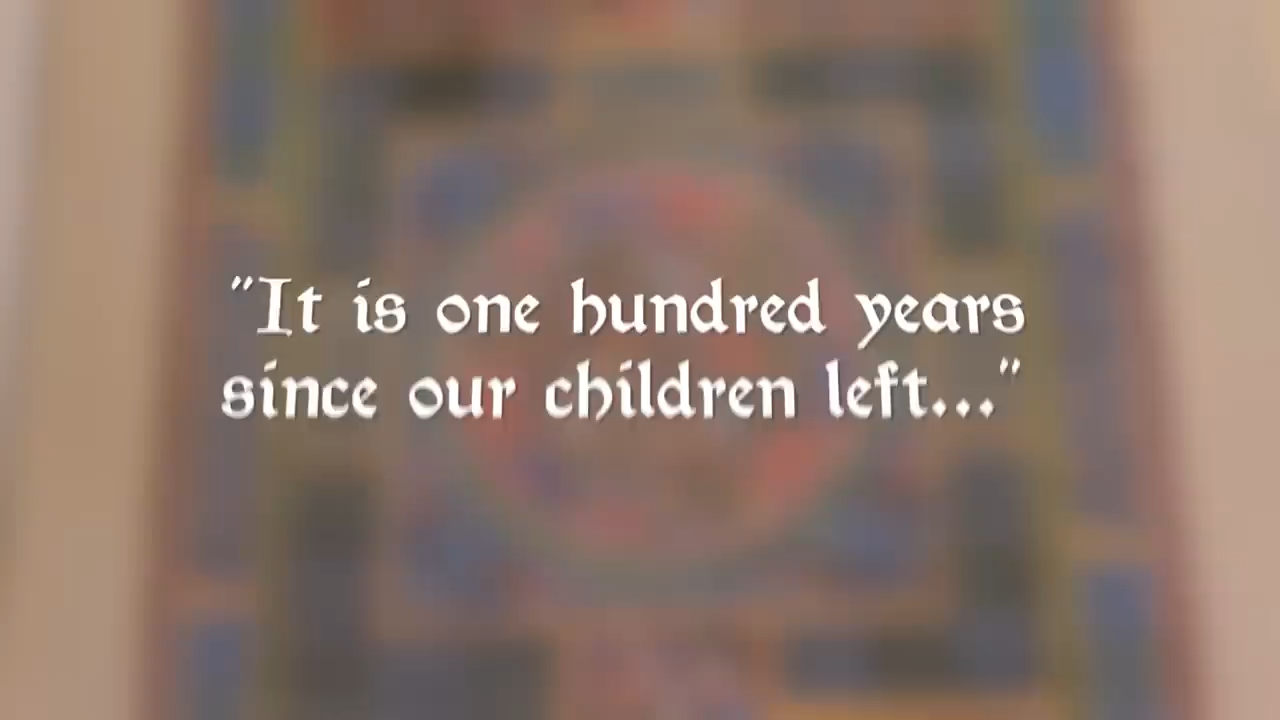 "It is one hundred years
since our children left..."